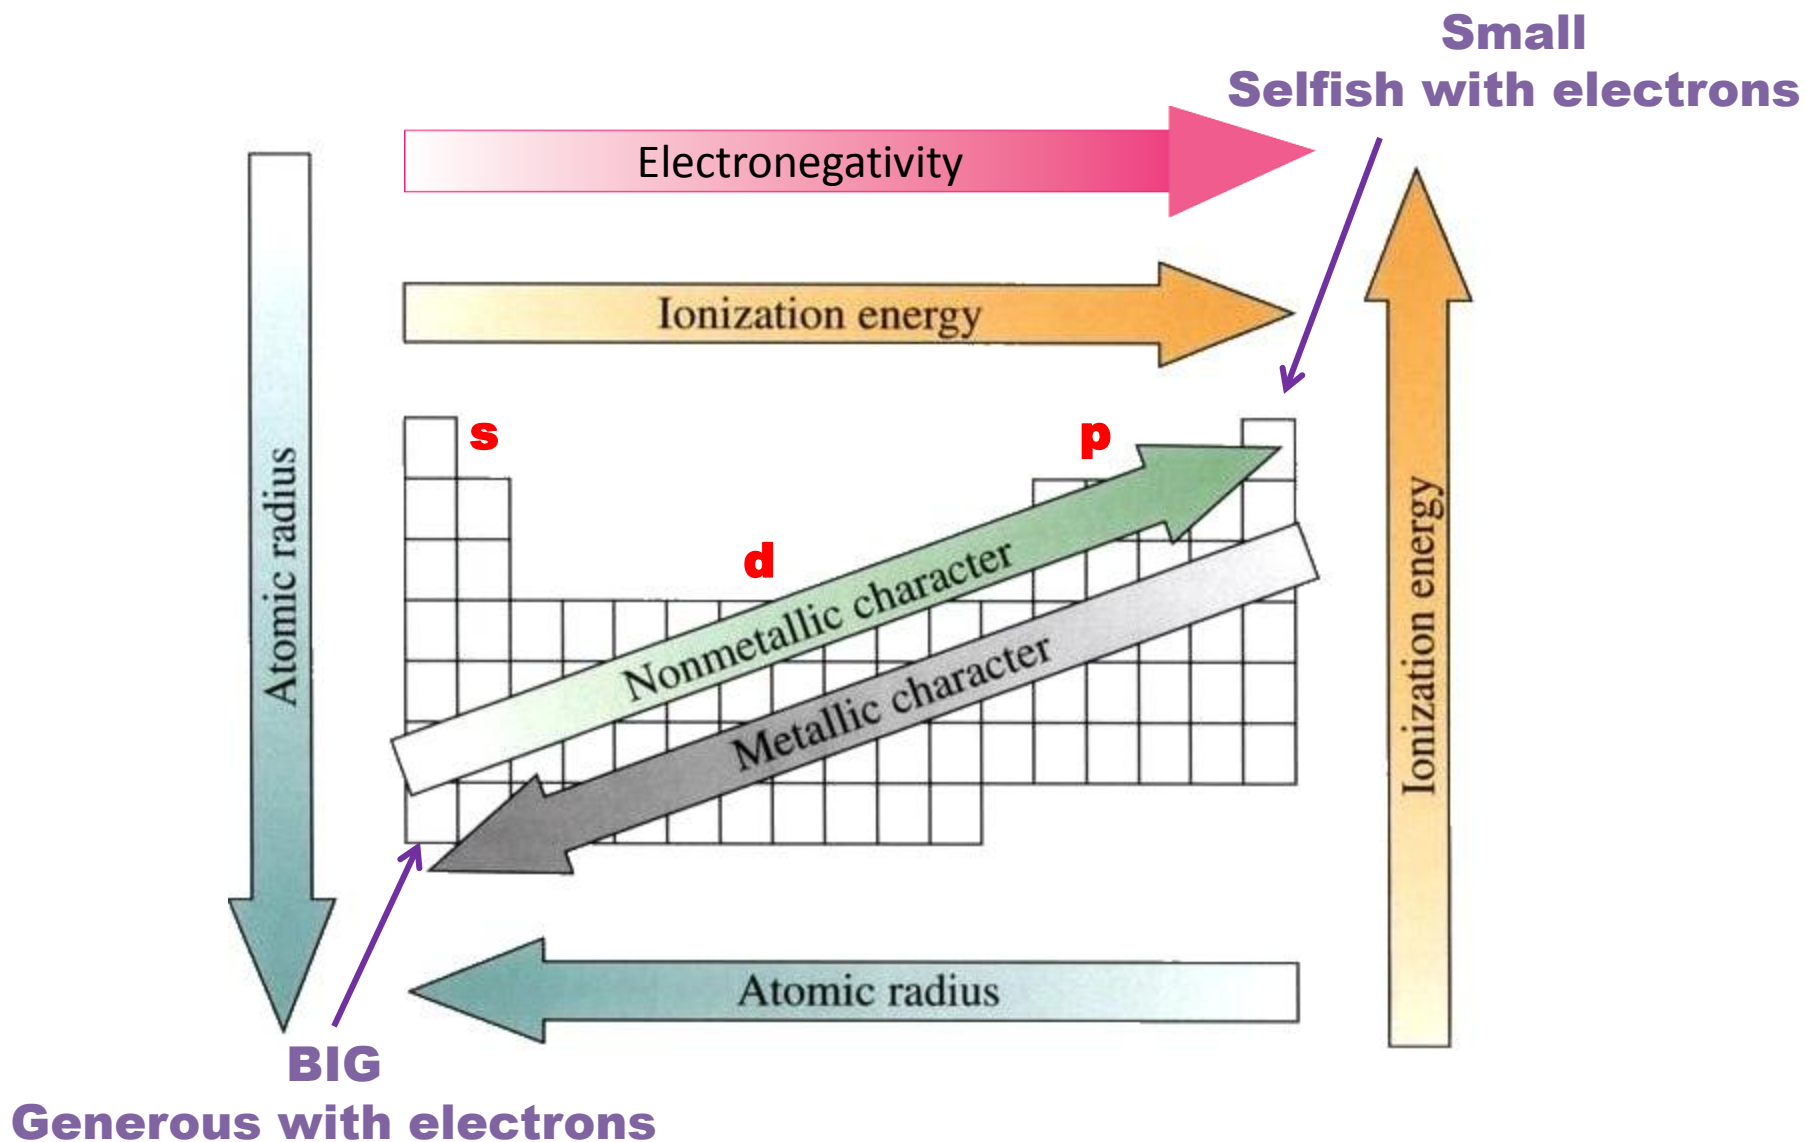 Small
Selfish with electrons
Electronegativity
Ionization energy
s
p
d
Atomic radius
Nonmetallic character
Metallic character
Ionization energy
Atomic radius
BIG
Generous with electrons